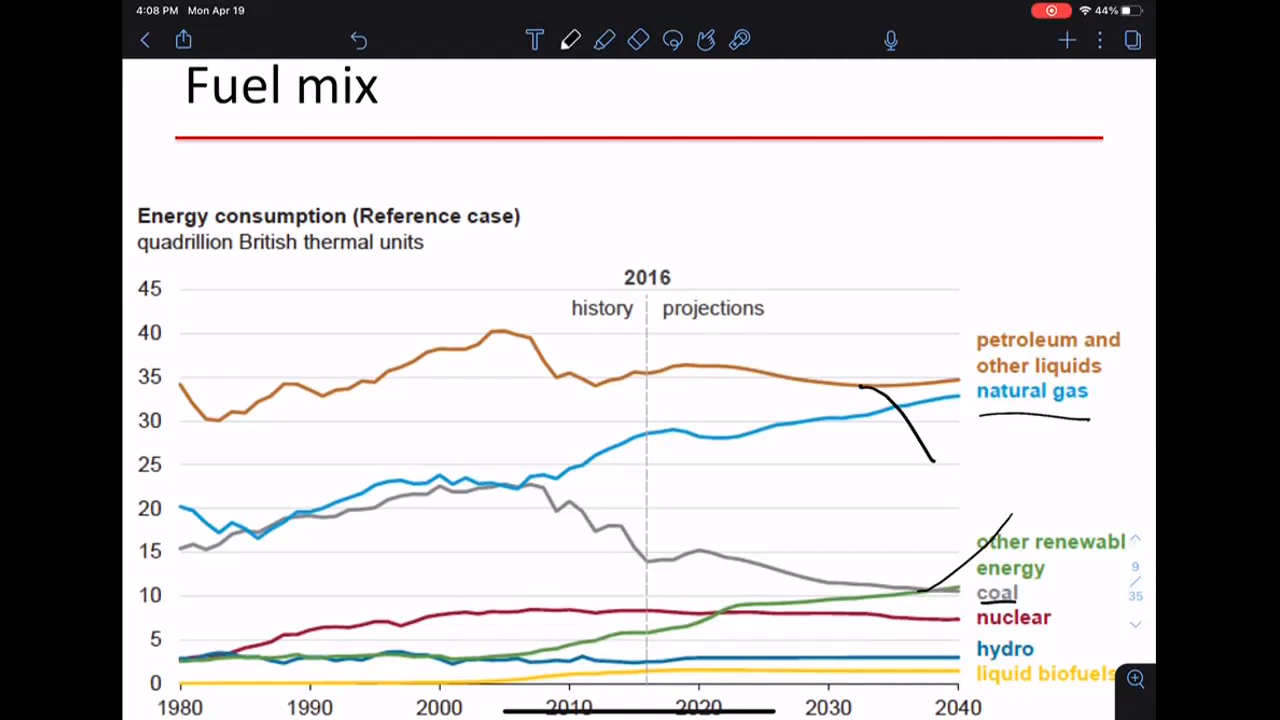 4:08 PM Mon Apr 19
44%
Fuel mix
Energy consumption (Reference case)
quadrillion British thermal units
2016
history projections
45
40
35
30
25
20
15
10
5
0
petroleum and
other liquids
natural gas
other renewabl
energy
coal
nuclear
hydro
liquid biofuels
9
/
35
1980 1990 2000 2010 2020 2030 2040